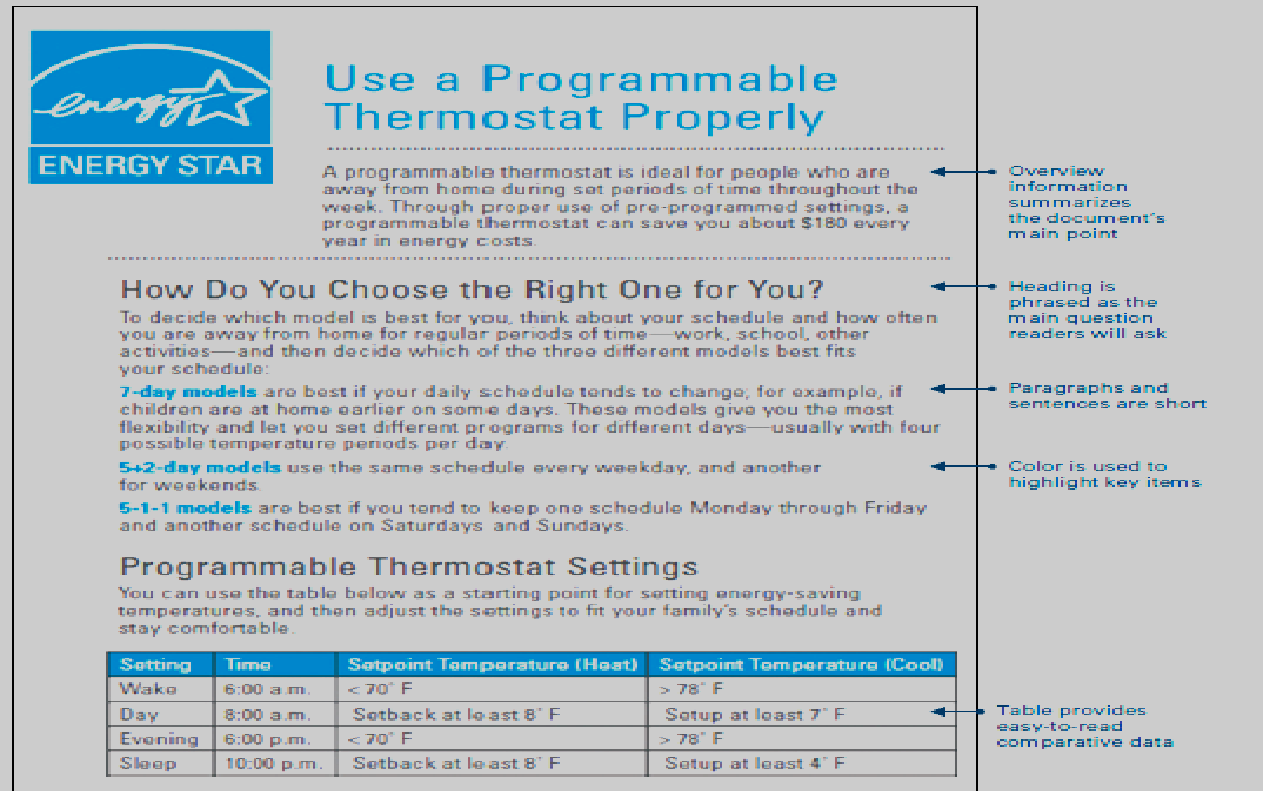 energy
ENERGY STAR
Use a Programmable
Thermostat Properly
A programmable thermostat is ideal for people who are
away from home during set periods of time throughout the
week. Through proper use of pre-programmed settings, a
programmable thermostat can save you about $180 every
year in energy costs.
Overview
information
summarizes
the document's
main point
How Do You Choose the Right One for You?
Heading is
phrased as the
main question
readers will ask
To decide which model is best for you, think about your schedule and how often
you are away from home for regular periods of time—work, school, other
activities—and then decide which of the three different models best fits
your schedule:
7-day models are best if your daily schedule tends to change; for example, if
children are at home earlier on some days. These models give you the most
flexibility and let you set different programs for different days—usually with four
possible temperature periods per day.
Paragraphs and
sentences are short
5+2-day models use the same schedule every weekday, and another
for weekends.
Color is used to
highlight key items
5-1-1 models are best if you tend to keep one schedule Monday through Friday
and another schedule on Saturdays and Sundays.
Programmable Thermostat Settings
You can use the table below as a starting point for setting energy-saving
temperatures, and then adjust the settings to fit your family's schedule and
stay comfortable.
Setting Time Setpoint Temperature (Heat) Setpoint Temperature (Cool)
Wake 6:00 a.m. < 70° F > 78° F
Day 8:00 a.m. Setback at least 8° F Setup at least 7° F
Evening 6:00 p.m. < 70° F > 78° F
Sleep 10:00 p.m. Setback at least 8° F Setup at least 4° F
Table provides
easy-to-read
comparative data